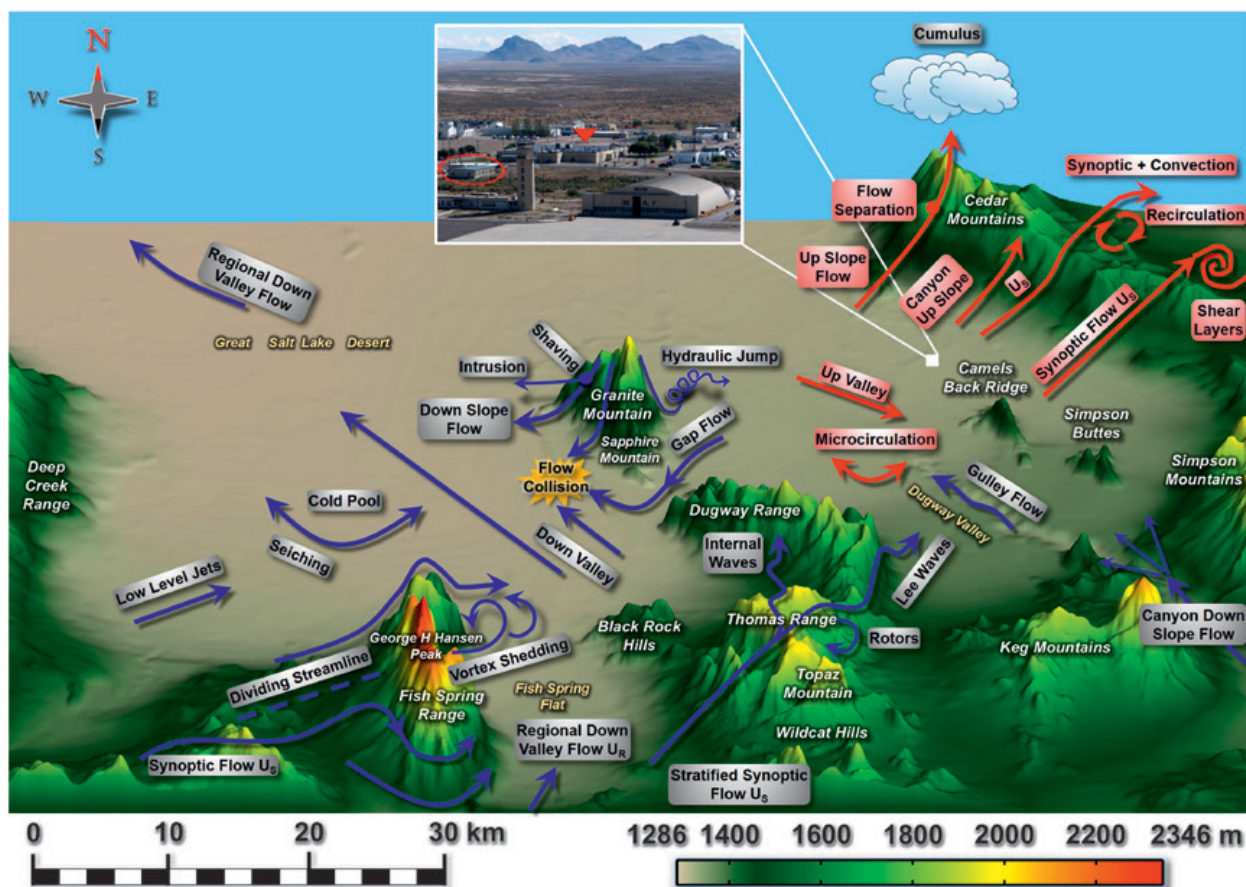 N
W
E
S
Cumulus
Synoptic + Convection
Flow
Separation
Cedar
Mountains
Recirculation
Regional Down
Valley Flow
Up Slope
Flow
Canyon
Up Slope
US
Synoptic Flow US
Shear
Layers
Great Salt Lake Desert
Shaving
Intrusion
Hydraulic Jump
Granite
Mountain
Down Slope
Flow
Up Valley
Camels
Back Ridge
Gap Flow
Sapphire
Mountain
Microcirculation
Simpson
Buttes
Simpson
Mountains
Deep
Creek
Range
Flow
Collision
Cold Pool
Seiching
Dugway Range
Gulley Flow
Dugway Valley
Down Valley
Internal
Waves
Lee Waves
Low Level Jets
George H Hansen
Peak
Black Rock
Hills
Thomas Range
Rotors
Canyon Down
Slope Flow
Keg Mountains
Dividing Streamline
Vortex Shedding
Fish Spring
Range
Fish Spring
Flat
Topaz
Mountain
Wildcat Hills
Regional Down
Valley Flow UR
Synoptic Flow US
Stratified Synoptic
Flow US
0 10 20 30 km
1286 1400 1600 1800 2000 2200 2346 m